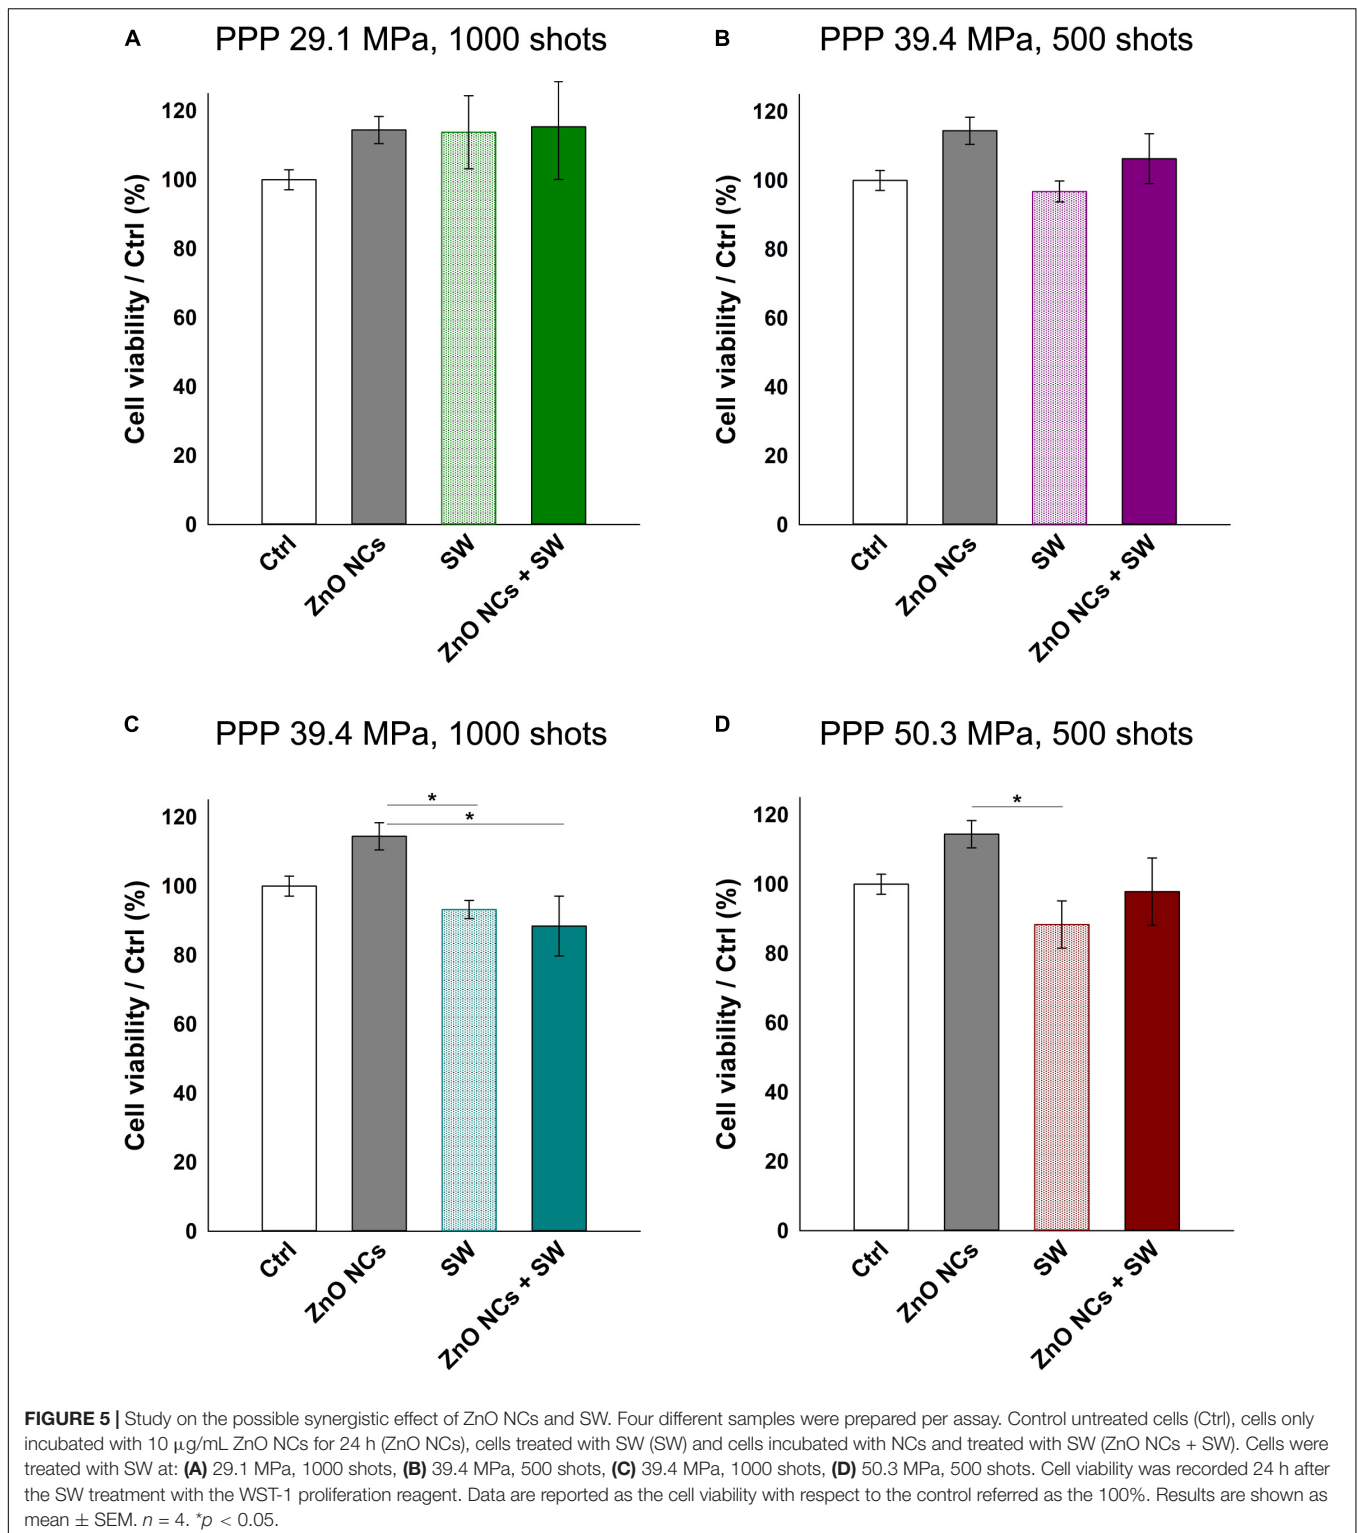 A PPP 29.1 MPa, 1000 shots
Cell viability / Ctrl (%)
120
100
80
60
40
20
0
Ctrl
ZnO NCs
SW
ZnO NCs + SW
B PPP 39.4 MPa, 500 shots
Cell viability / Ctrl (%)
120
100
80
60
40
20
0
Ctrl
ZnO NCs
SW
ZnO NCs + SW
C PPP 39.4 MPa, 1000 shots
Cell viability / Ctrl (%)
120
100
80
60
40
20
0
*
*
Ctrl
ZnO NCs
SW
ZnO NCs + SW
D PPP 50.3 MPa, 500 shots
Cell viability / Ctrl (%)
120
100
80
60
40
20
0
*
Ctrl
ZnO NCs
SW
ZnO NCs + SW
FIGURE 5 | Study on the possible synergistic effect of ZnO NCs and SW. Four different samples were prepared per assay. Control untreated cells (Ctrl), cells only
incubated with 10 μg/mL ZnO NCs for 24 h (ZnO NCs), cells treated with SW (SW) and cells incubated with NCs and treated with SW (ZnO NCs + SW). Cells were
treated with SW at: (A) 29.1 MPa, 1000 shots, (B) 39.4 MPa, 500 shots, (C) 39.4 MPa, 1000 shots, (D) 50.3 MPa, 500 shots. Cell viability was recorded 24 h after
the SW treatment with the WST-1 proliferation reagent. Data are reported as the cell viability with respect to the control referred as the 100%. Results are shown as
mean ± SEM. n = 4. *p < 0.05.